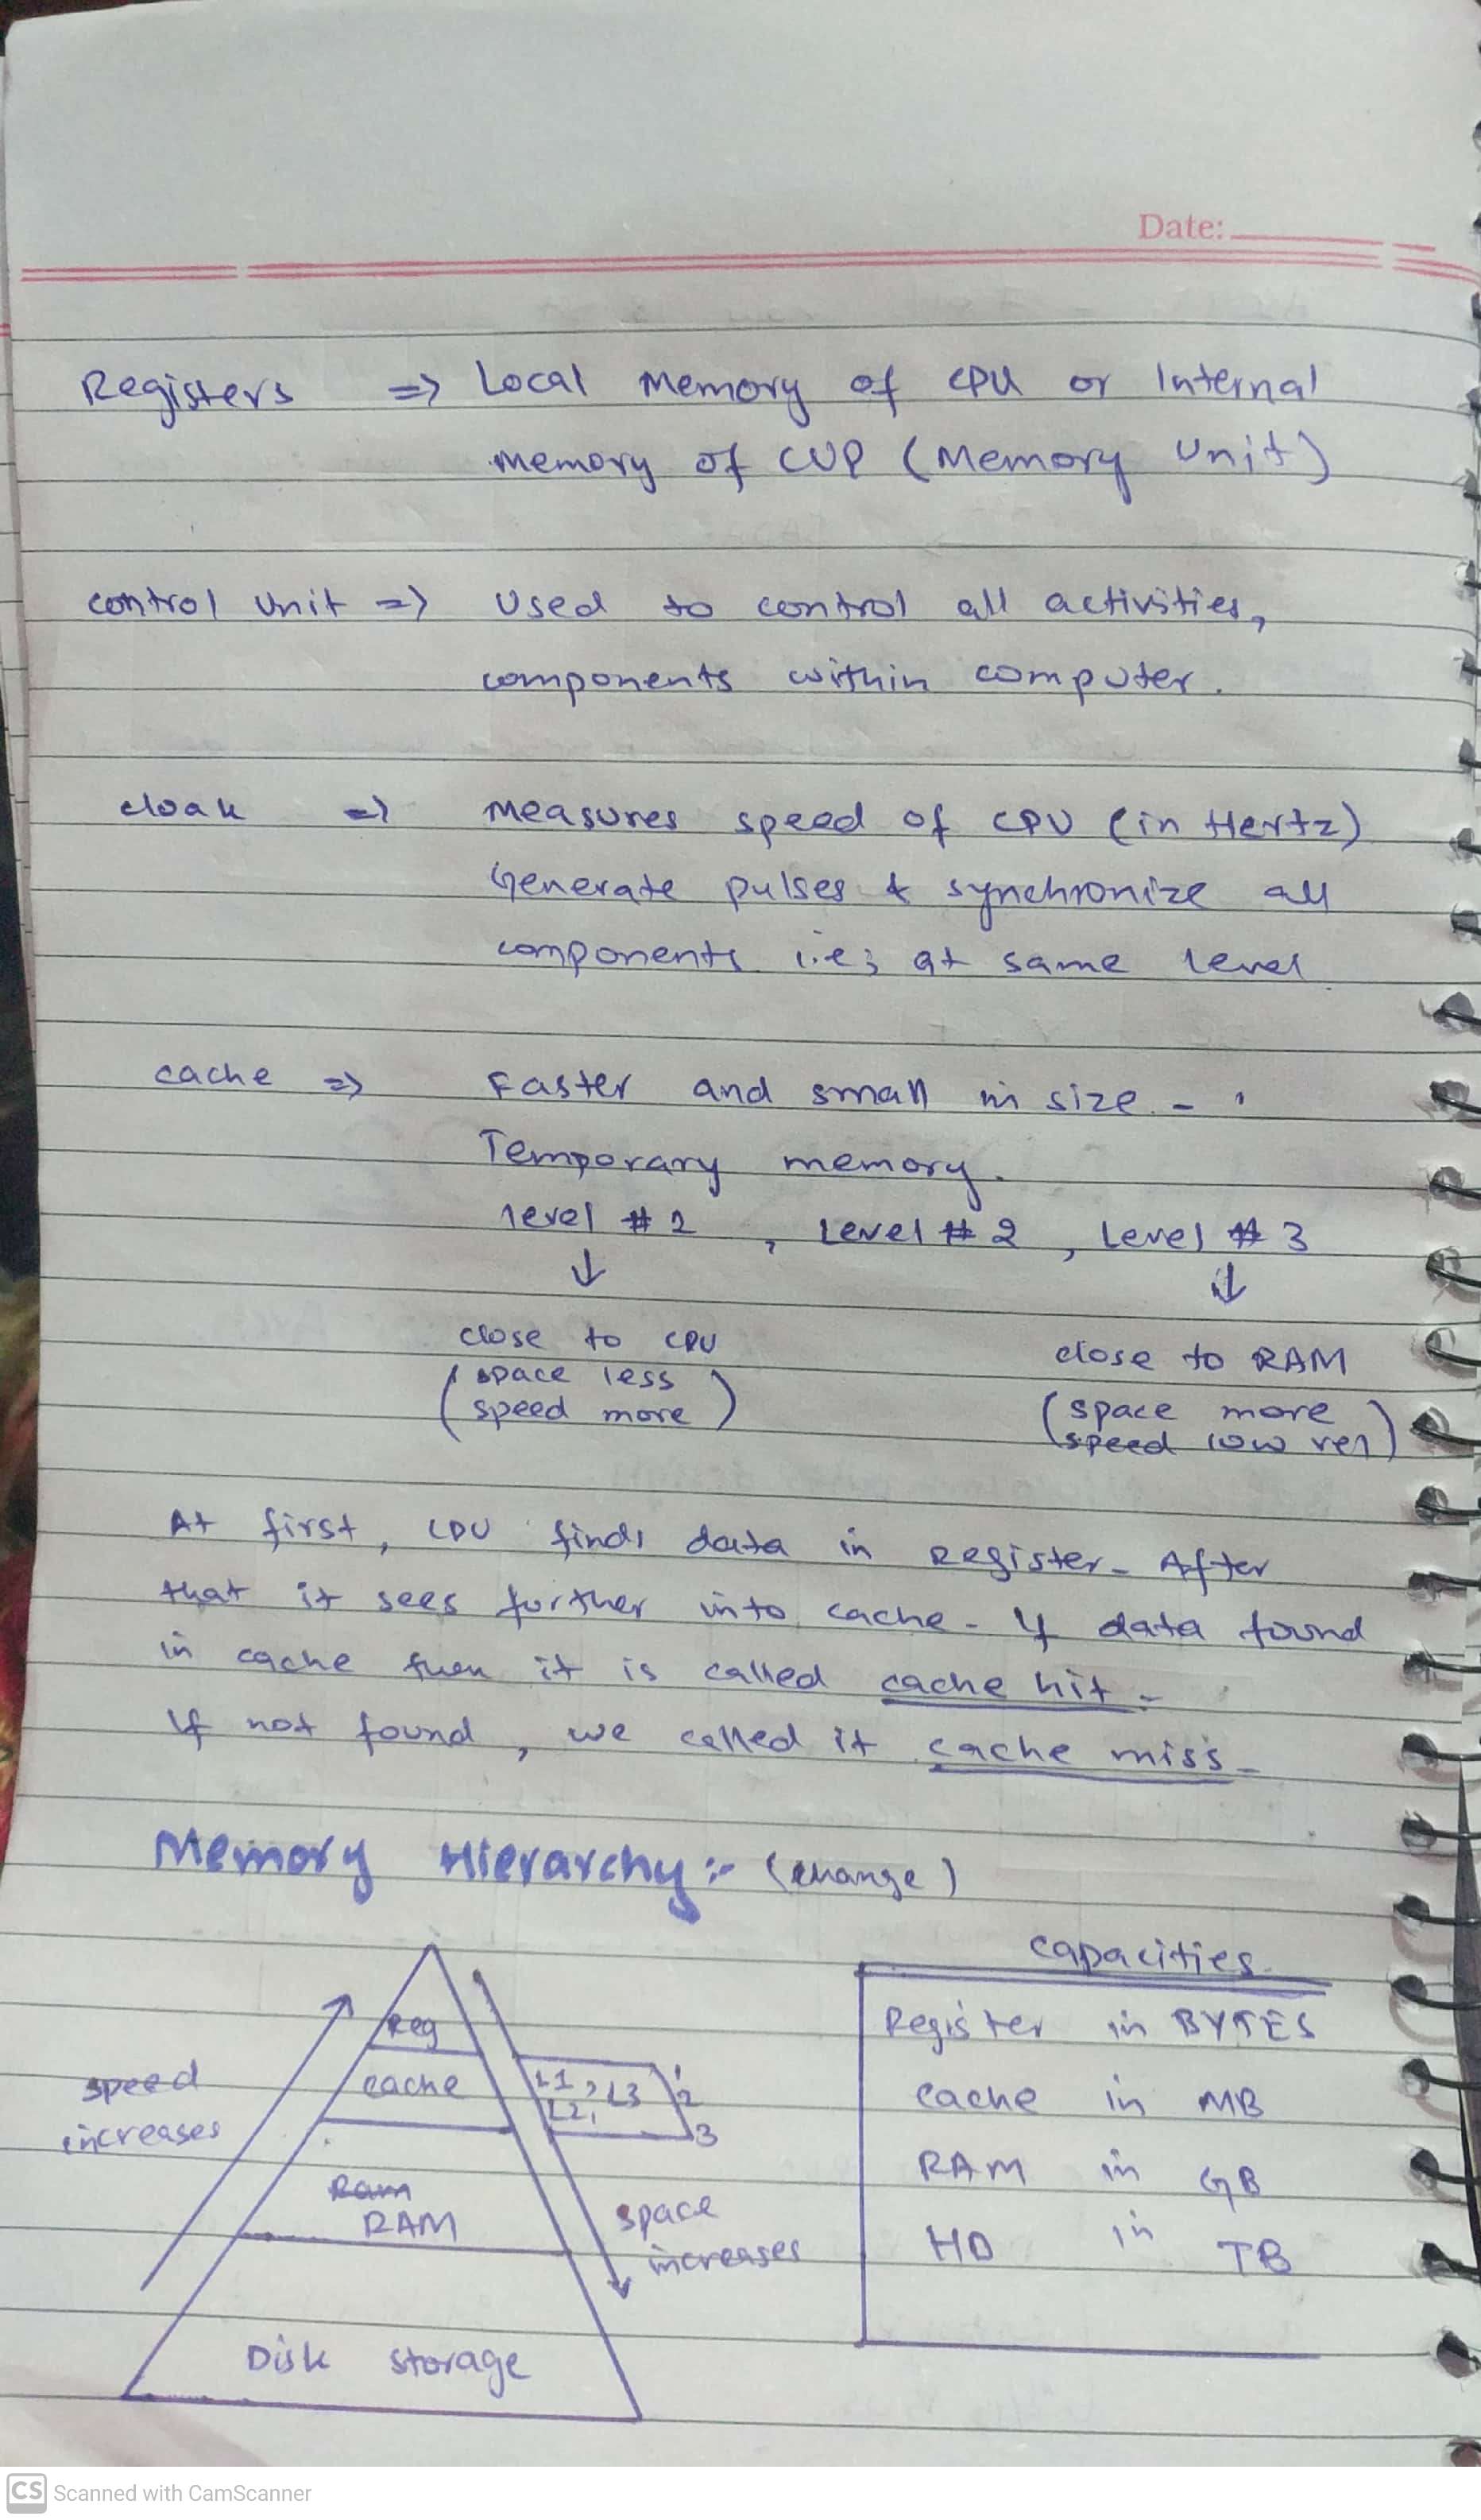 Date:
Registers => Local Memory of CPU or Internal
memory of CUP (Memory Unit)
control Unit => Used to control all activities,
components within computer.
cloak => Measures speed of CPU (in Hertz)
Generate pulses & synchronize all
components i.e; at same level
cache => Faster and small in size.
Temporary memory.
level # 1 , Level # 2 , Level # 3
↓ ↓
close to CPU close to RAM
(space less (space more
speed more) speed low ver)
At first, CPU finds data in Register. After
that it sees further into cache. If data found
in cache then it is called cache hit.
If not found, we called it cache miss.
Memory Hierarchy:- (change)
capacities
Reg Register in BYTES
speed cache L1, L3 1 2 Cache in MB
increases L2, 3
Ram RAM in GB
RAM space HD in TB
increases
Disk storage
CS Scanned with CamScanner